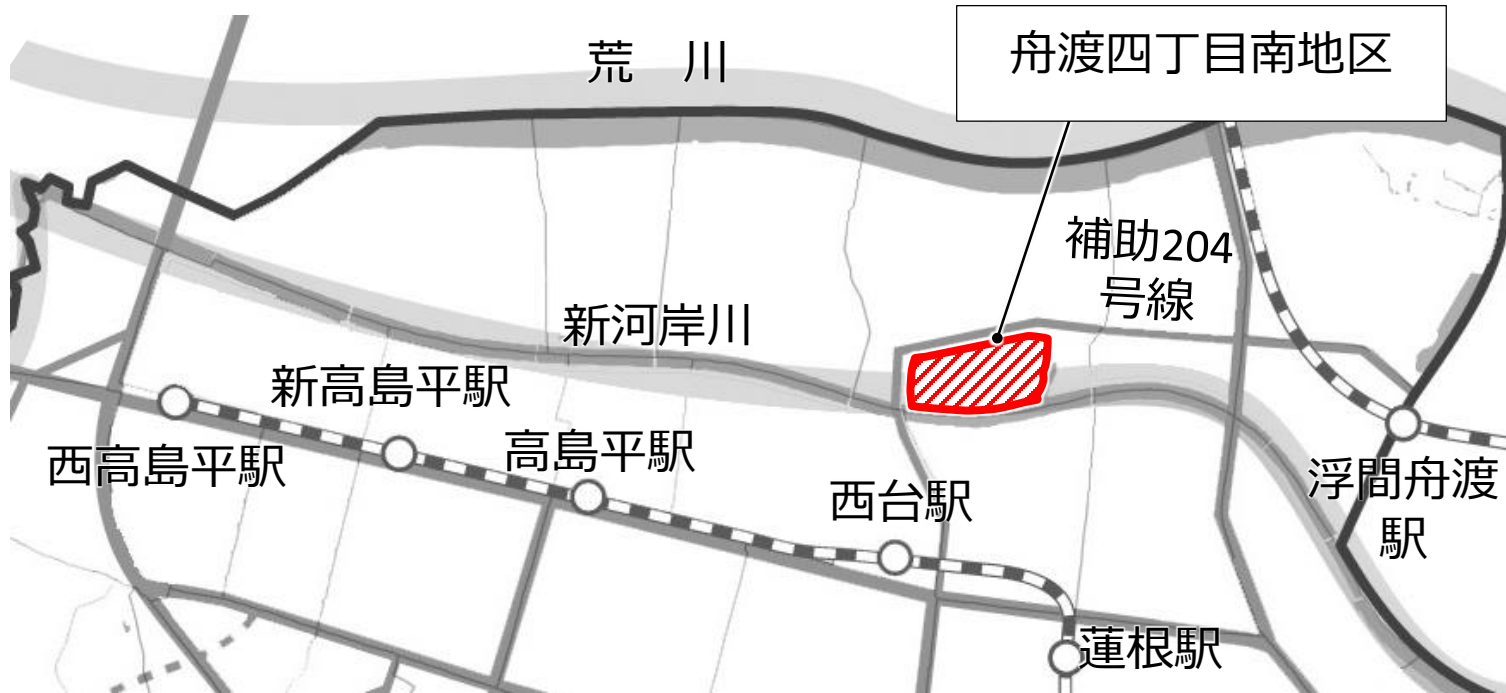 舟渡四丁目南地区
荒　川
補助204
号線
新河岸川
新高島平駅
高島平駅
西高島平駅
西台駅
浮間舟渡
駅
蓮根駅